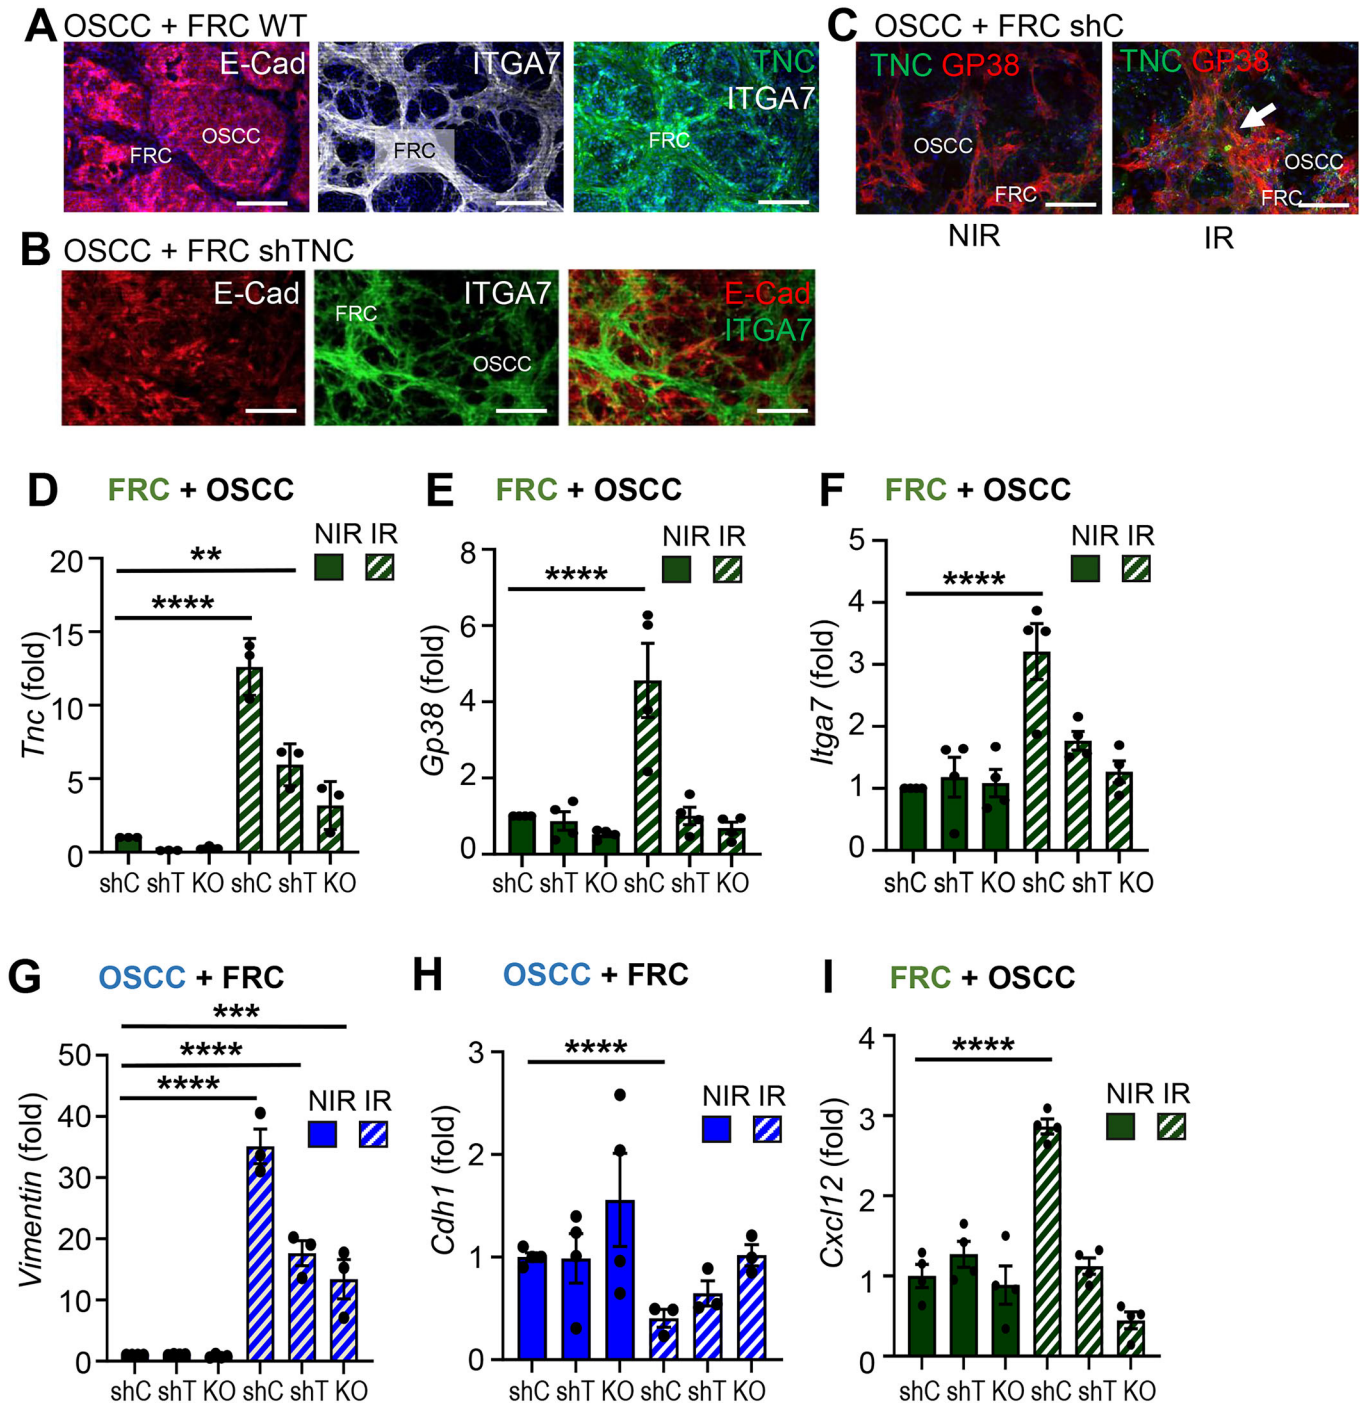 A OSCC + FRC WT
E-Cad
OSCC
FRC
ITGA7
FRC
TNC
ITGA7
FRC
C OSCC + FRC shC
TNC GP38
OSCC
FRC
NIR
TNC GP38
OSCC
FRC
IR
B OSCC + FRC shTNC
E-Cad
ITGA7
FRC
OSCC
E-Cad
ITGA7
D FRC + OSCC
NIR IR
**
****
Tnc (fold)
20
15
10
5
0
shC shT KO shC shT KO
E FRC + OSCC
NIR IR
****
Gp38 (fold)
8
6
4
2
0
shC shT KO shC shT KO
F FRC + OSCC
NIR IR
****
Itga7 (fold)
5
4
3
2
1
0
shC shT KO shC shT KO
G OSCC + FRC
***
****
****
NIR IR
Vimentin (fold)
50
40
30
20
10
0
shC shT KO shC shT KO
H OSCC + FRC
****
NIR IR
Cdh1 (fold)
3
2
1
0
shC shT KO shC shT KO
I FRC + OSCC
****
NIR IR
Cxcl12 (fold)
4
3
2
1
0
shC shT KO shC shT KO